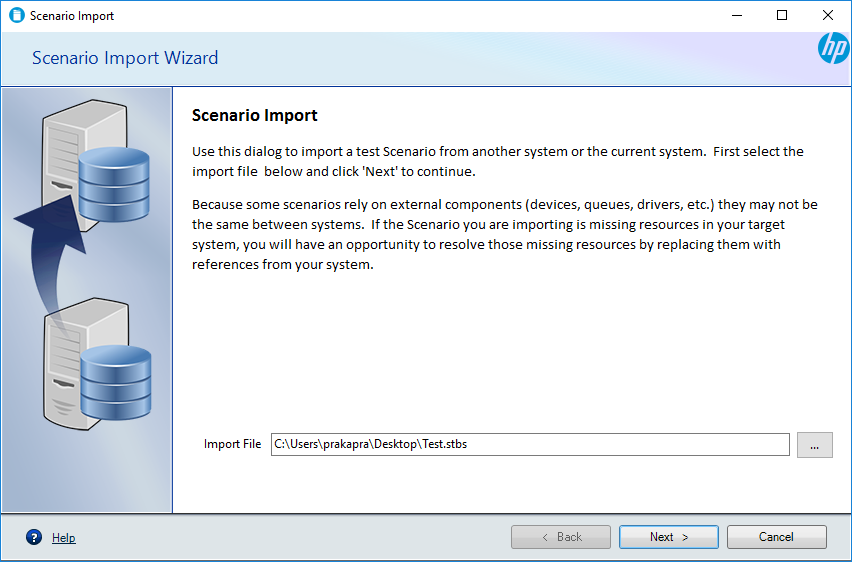 Scenario Import
Scenario Import Wizard
hp
Scenario Import
Use this dialog to import a test Scenario from another system or the current system.  First select the
import file  below and click 'Next' to continue.
Because some scenarios rely on external components (devices, queues, drivers, etc.) they may not be
the same between systems.  If the Scenario you are importing is missing resources in your target
system, you will have an opportunity to resolve those missing resources by replacing them with
references from your system.
Import File C:\Users\prakapra\Desktop\Test.stbs ...
? Help < Back Next > Cancel